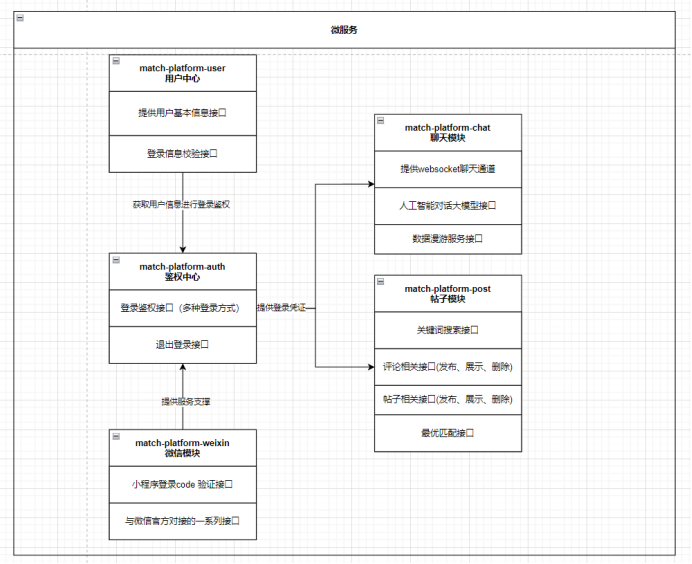 微服务
match-platform-user
用户中心
提供用户基本信息接口
登录信息校验接口
获取用户信息进行登录鉴权
match-platform-auth
鉴权中心
登录鉴权接口（多种登录方式）
退出登录接口
提供服务支撑
match-platform-weixin
微信模块
小程序登录code 验证接口
与微信官方对接的一系列接口
提供登录凭证
match-platform-chat
聊天模块
提供websocket聊天通道
人工智能对话大模型接口
数据漫游服务接口
match-platform-post
帖子模块
关键词搜索接口
评论相关接口(发布、展示、删除)
帖子相关接口(发布、展示、删除)
最优匹配接口